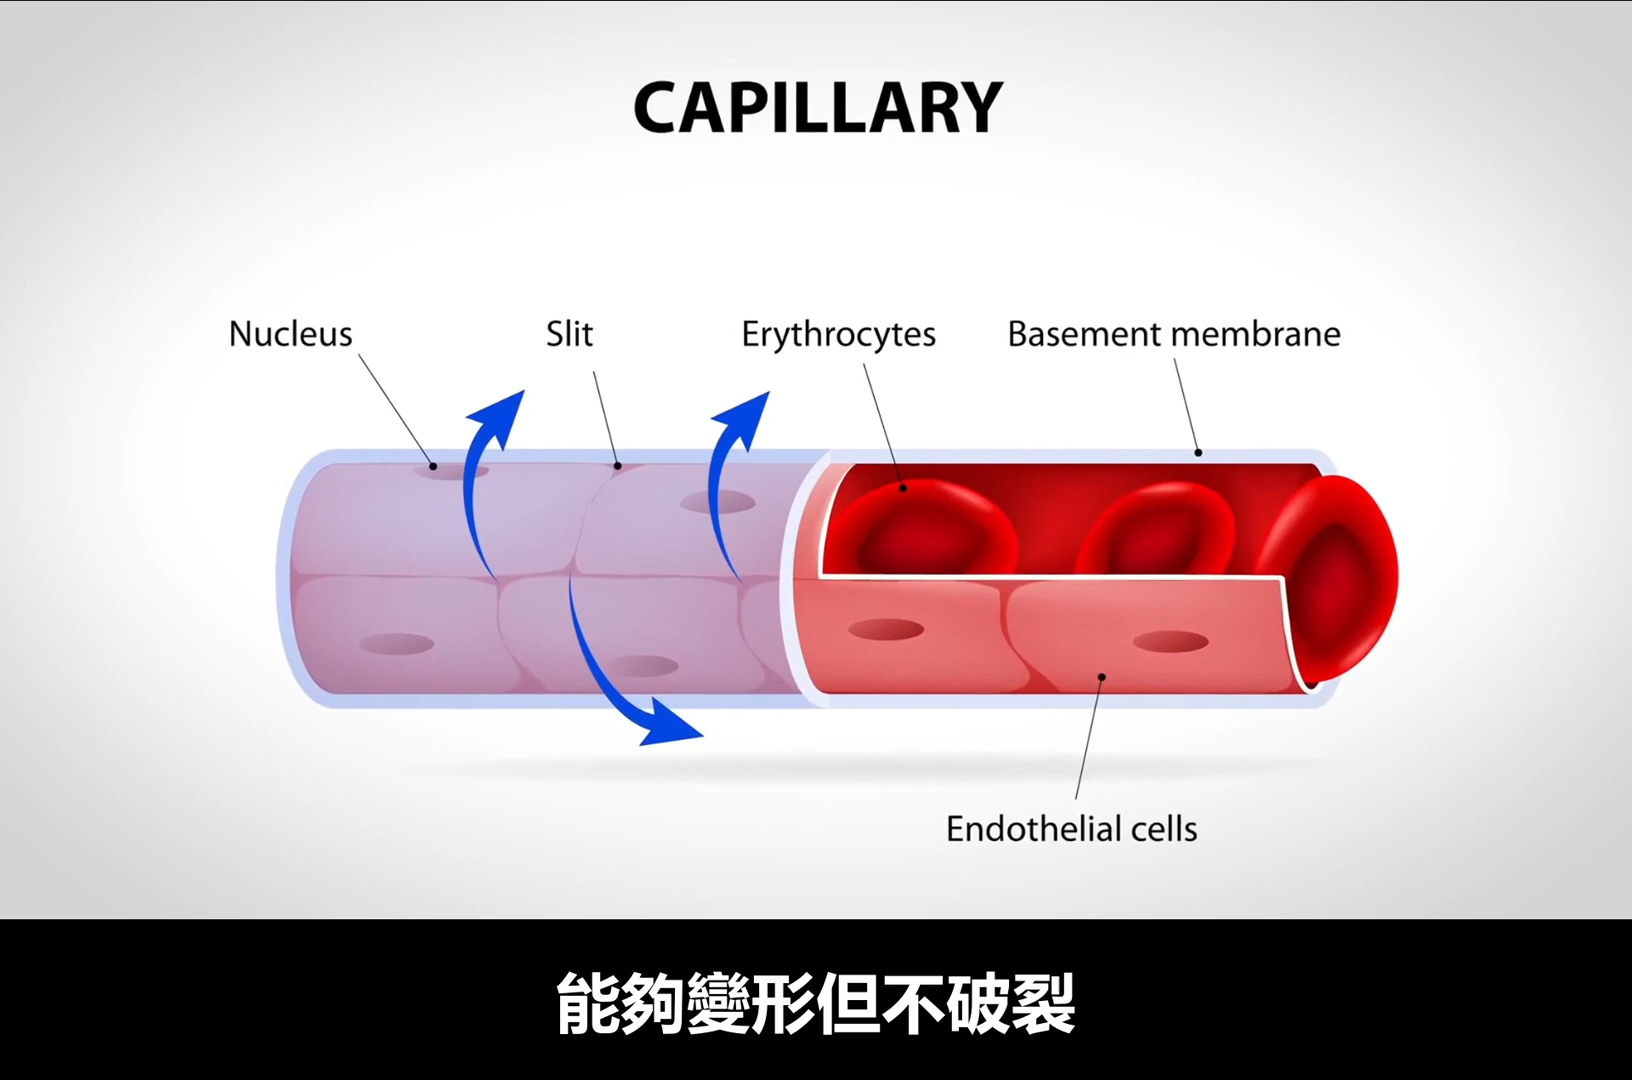 CAPILLARY
Nucleus
Slit
Erythrocytes
Basement membrane
Endothelial cells
能夠變形但不破裂